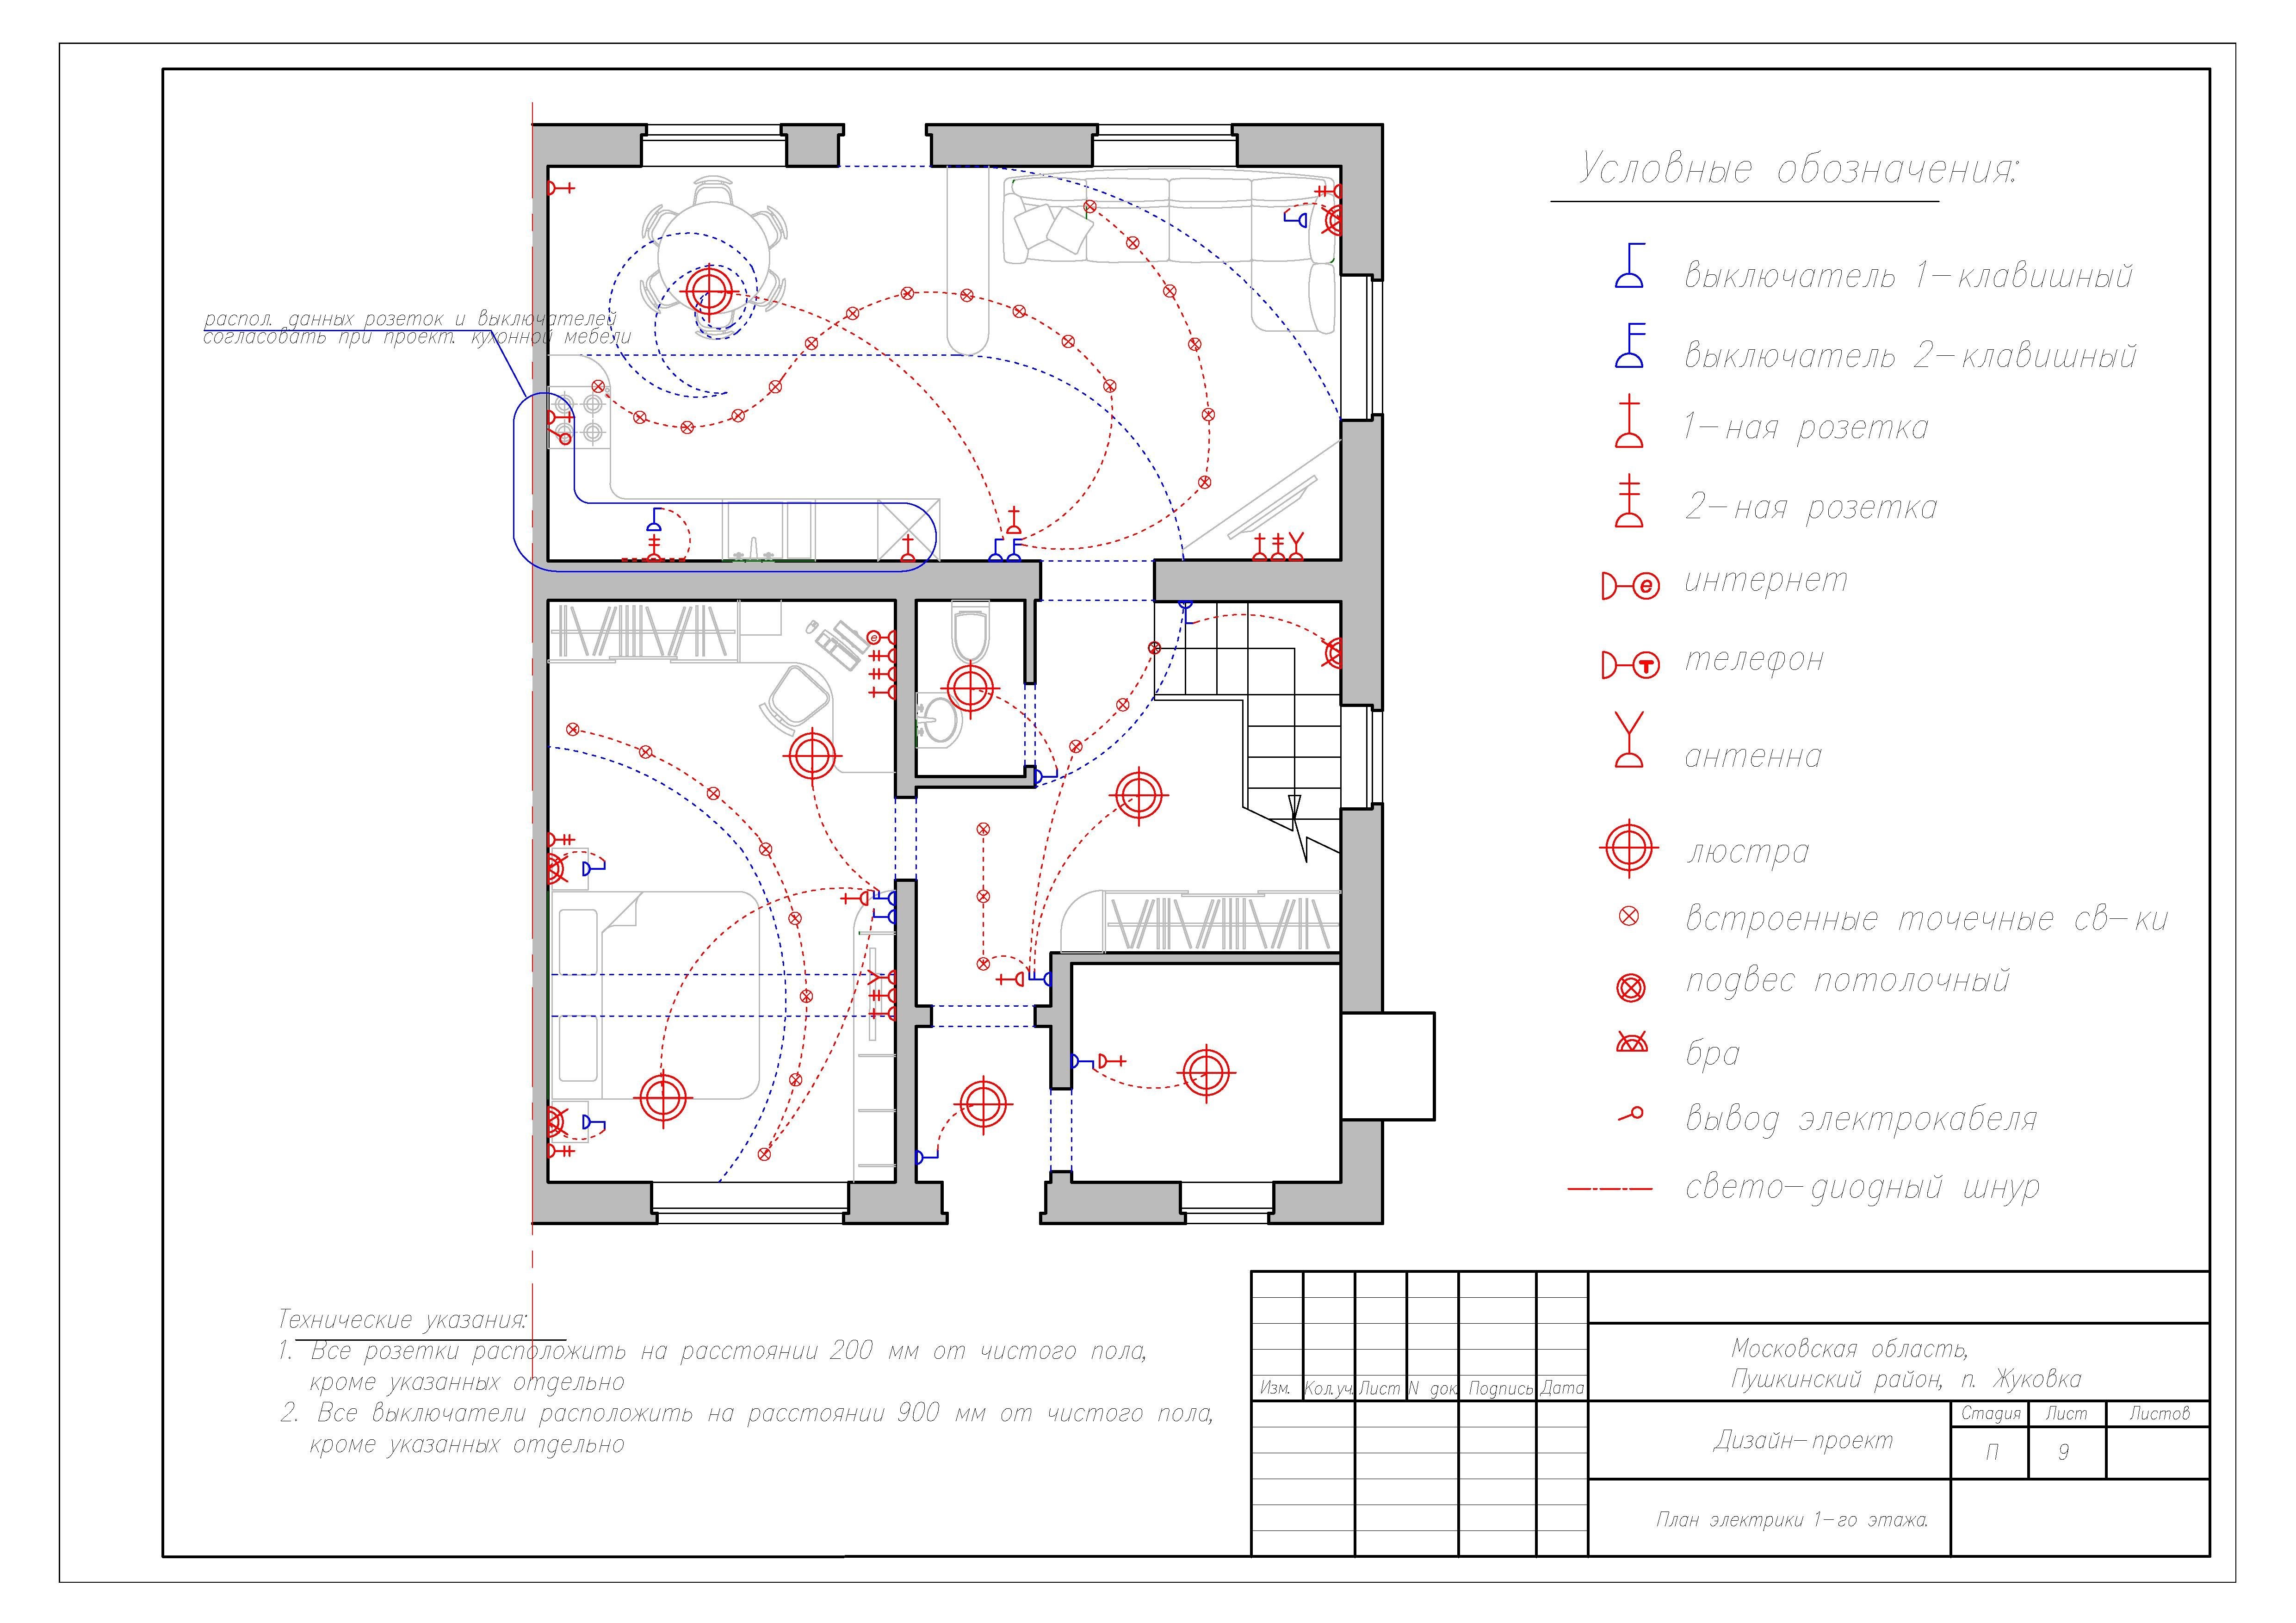 Условные обозначения:
распол. данных розеток и выключателей
согласовать при проект. кухонной мебели
выключатель 1-клавишный
выключатель 2-клавишный
1-ная розетка
2-ная розетка
e интернет
T телефон
антенна
люстра
встроенные точечные св-ки
подвес потолочный
бра
вывод электрокабеля
свето-диодный шнур
e
Технические указания:
1. Все розетки расположить на расстоянии 200 мм от чистого пола,
кроме указанных отдельно
2. Все выключатели расположить на расстоянии 900 мм от чистого пола,
кроме указанных отдельно
Московская область,
Пушкинский район, п. Жуковка
Изм. Кол.уч. Лист N док. Подпись Дата
Дизайн-проект
Стадия Лист Листов
П 9
План электрики 1-го этажа.